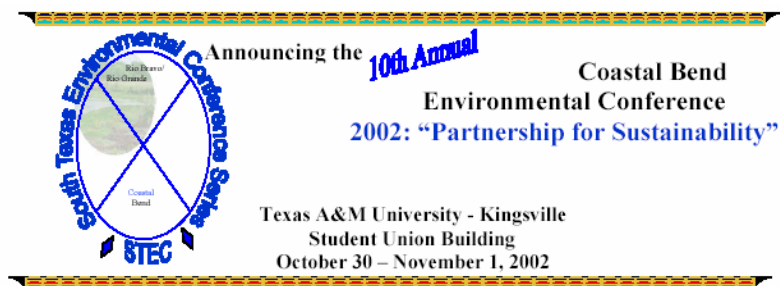 South Texas Environmental Conference Series
Rio Bravo/
Rio Grande
Coastal
Bend
STEC
Announcing the 10th Annual
Coastal Bend
Environmental Conference
2002: “Partnership for Sustainability”
Texas A&M University - Kingsville
Student Union Building
October 30 – November 1, 2002